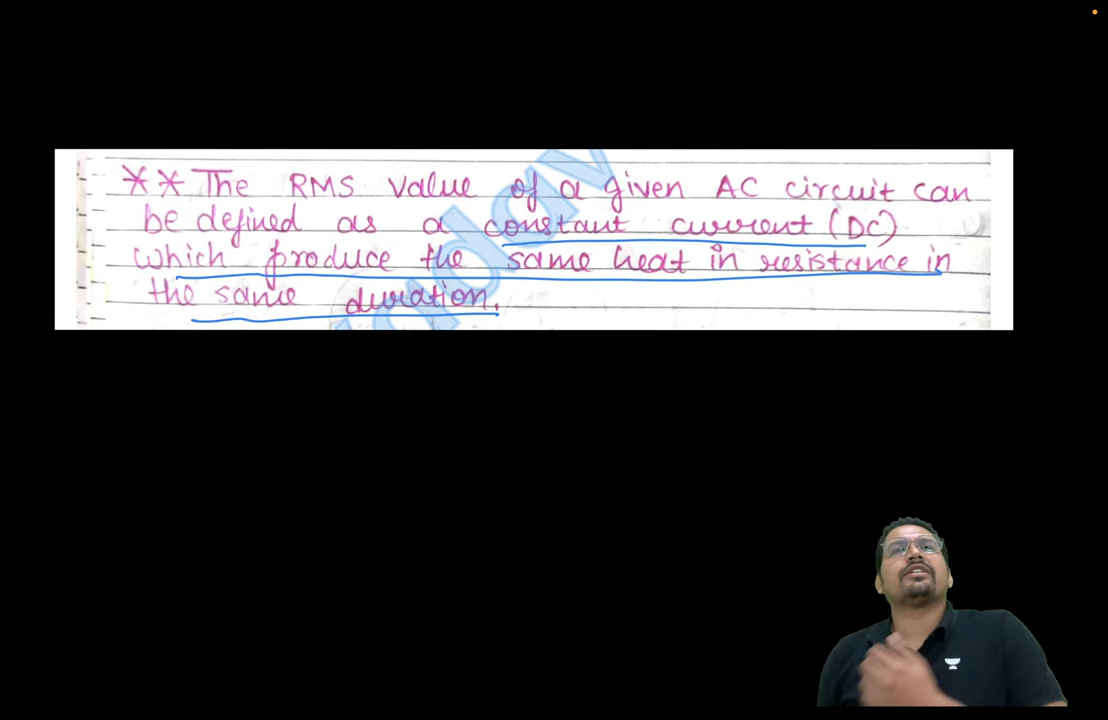 ** The RMS value of a given AC circuit can
be defined as a constant current (DC)
which produce the same heat in resistance in
the same duration.